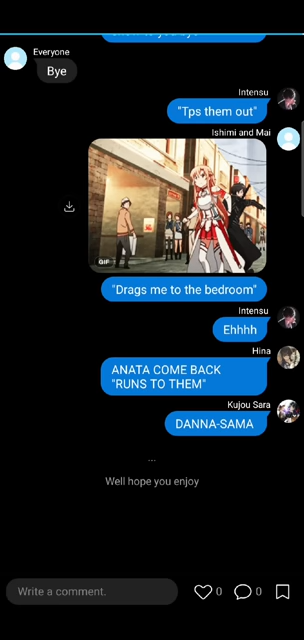 Everyone
Bye
Intensu
"Tps them out"
Ishimi and Mai
GIF
"Drags me to the bedroom"
Intensu
Ehhhh
Hina
ANATA COME BACK
"RUNS TO THEM"
Kujou Sara
DANNA-SAMA
...
Well hope you enjoy
Write a comment.
0
0